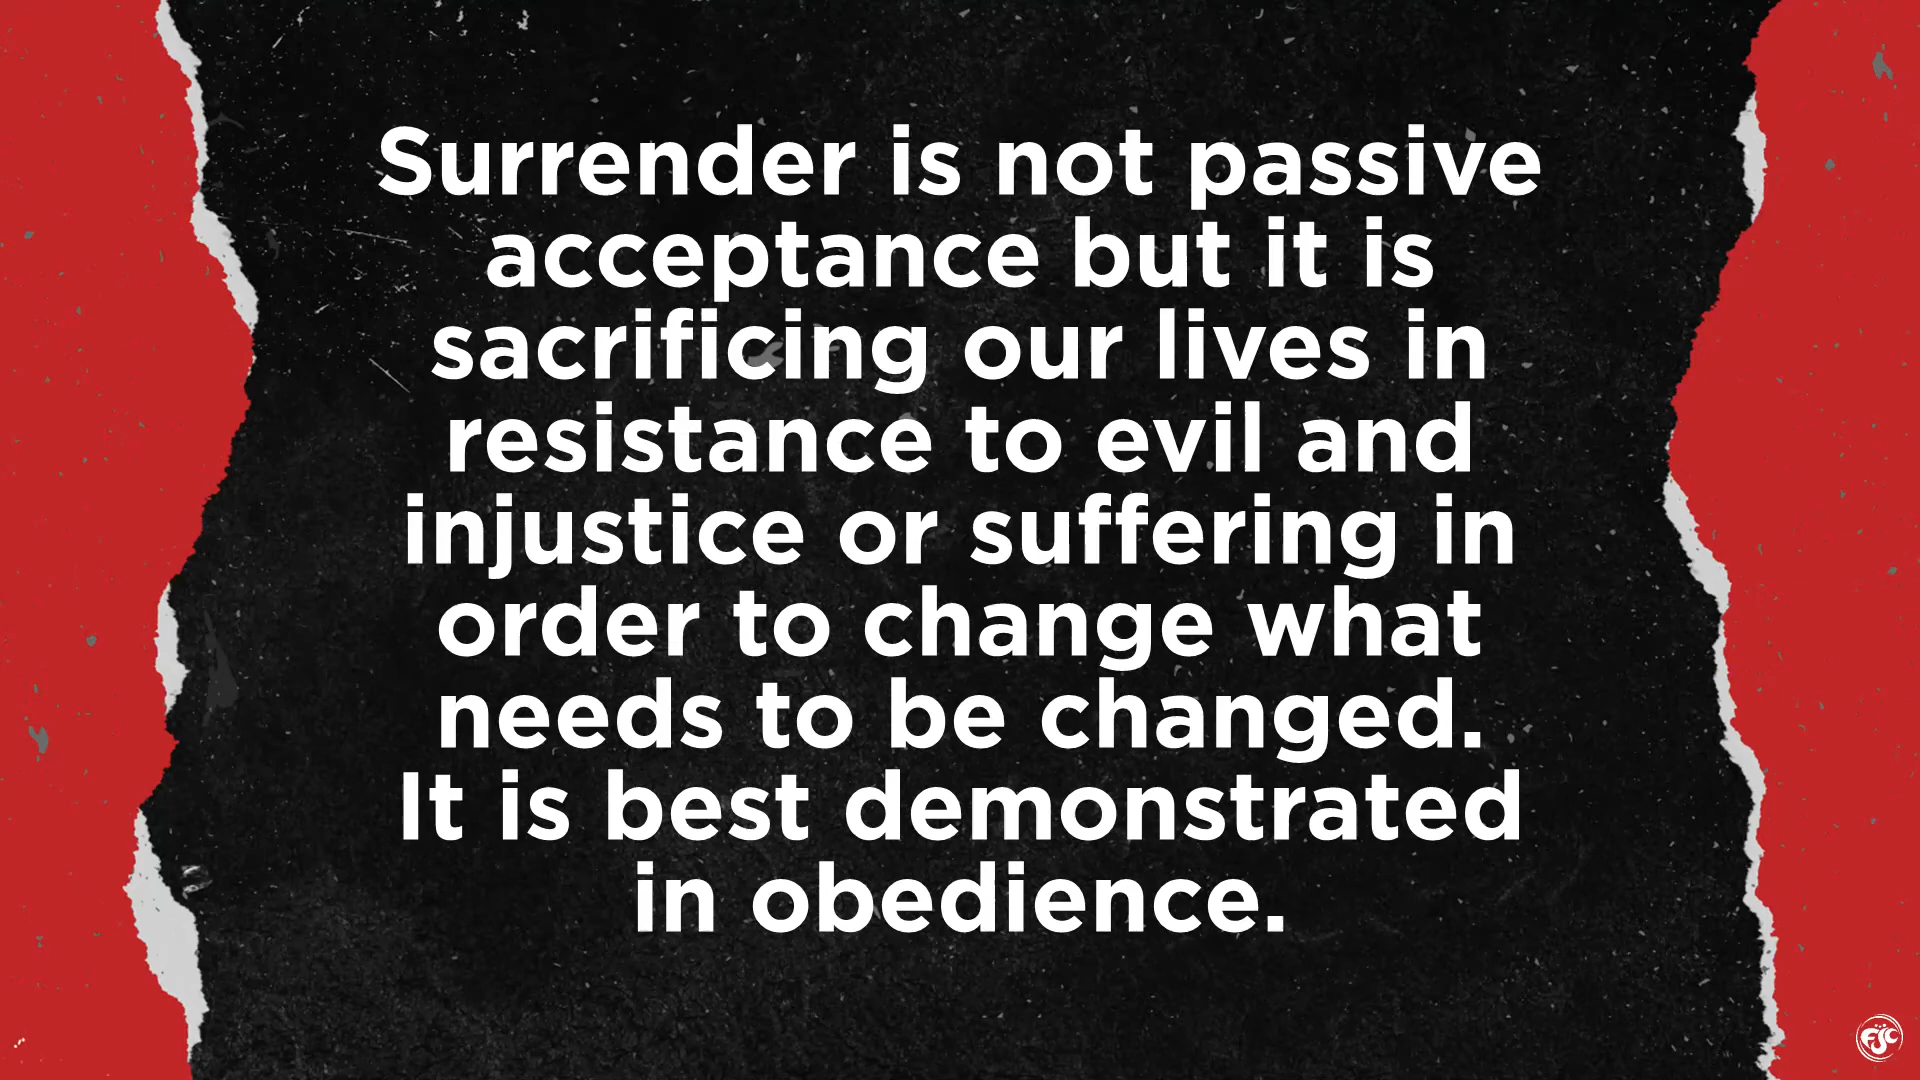 Surrender is not passive
acceptance but it is
sacrificing our lives in
resistance to evil and
injustice or suffering in
order to change what
needs to be changed.
It is best demonstrated
in obedience.